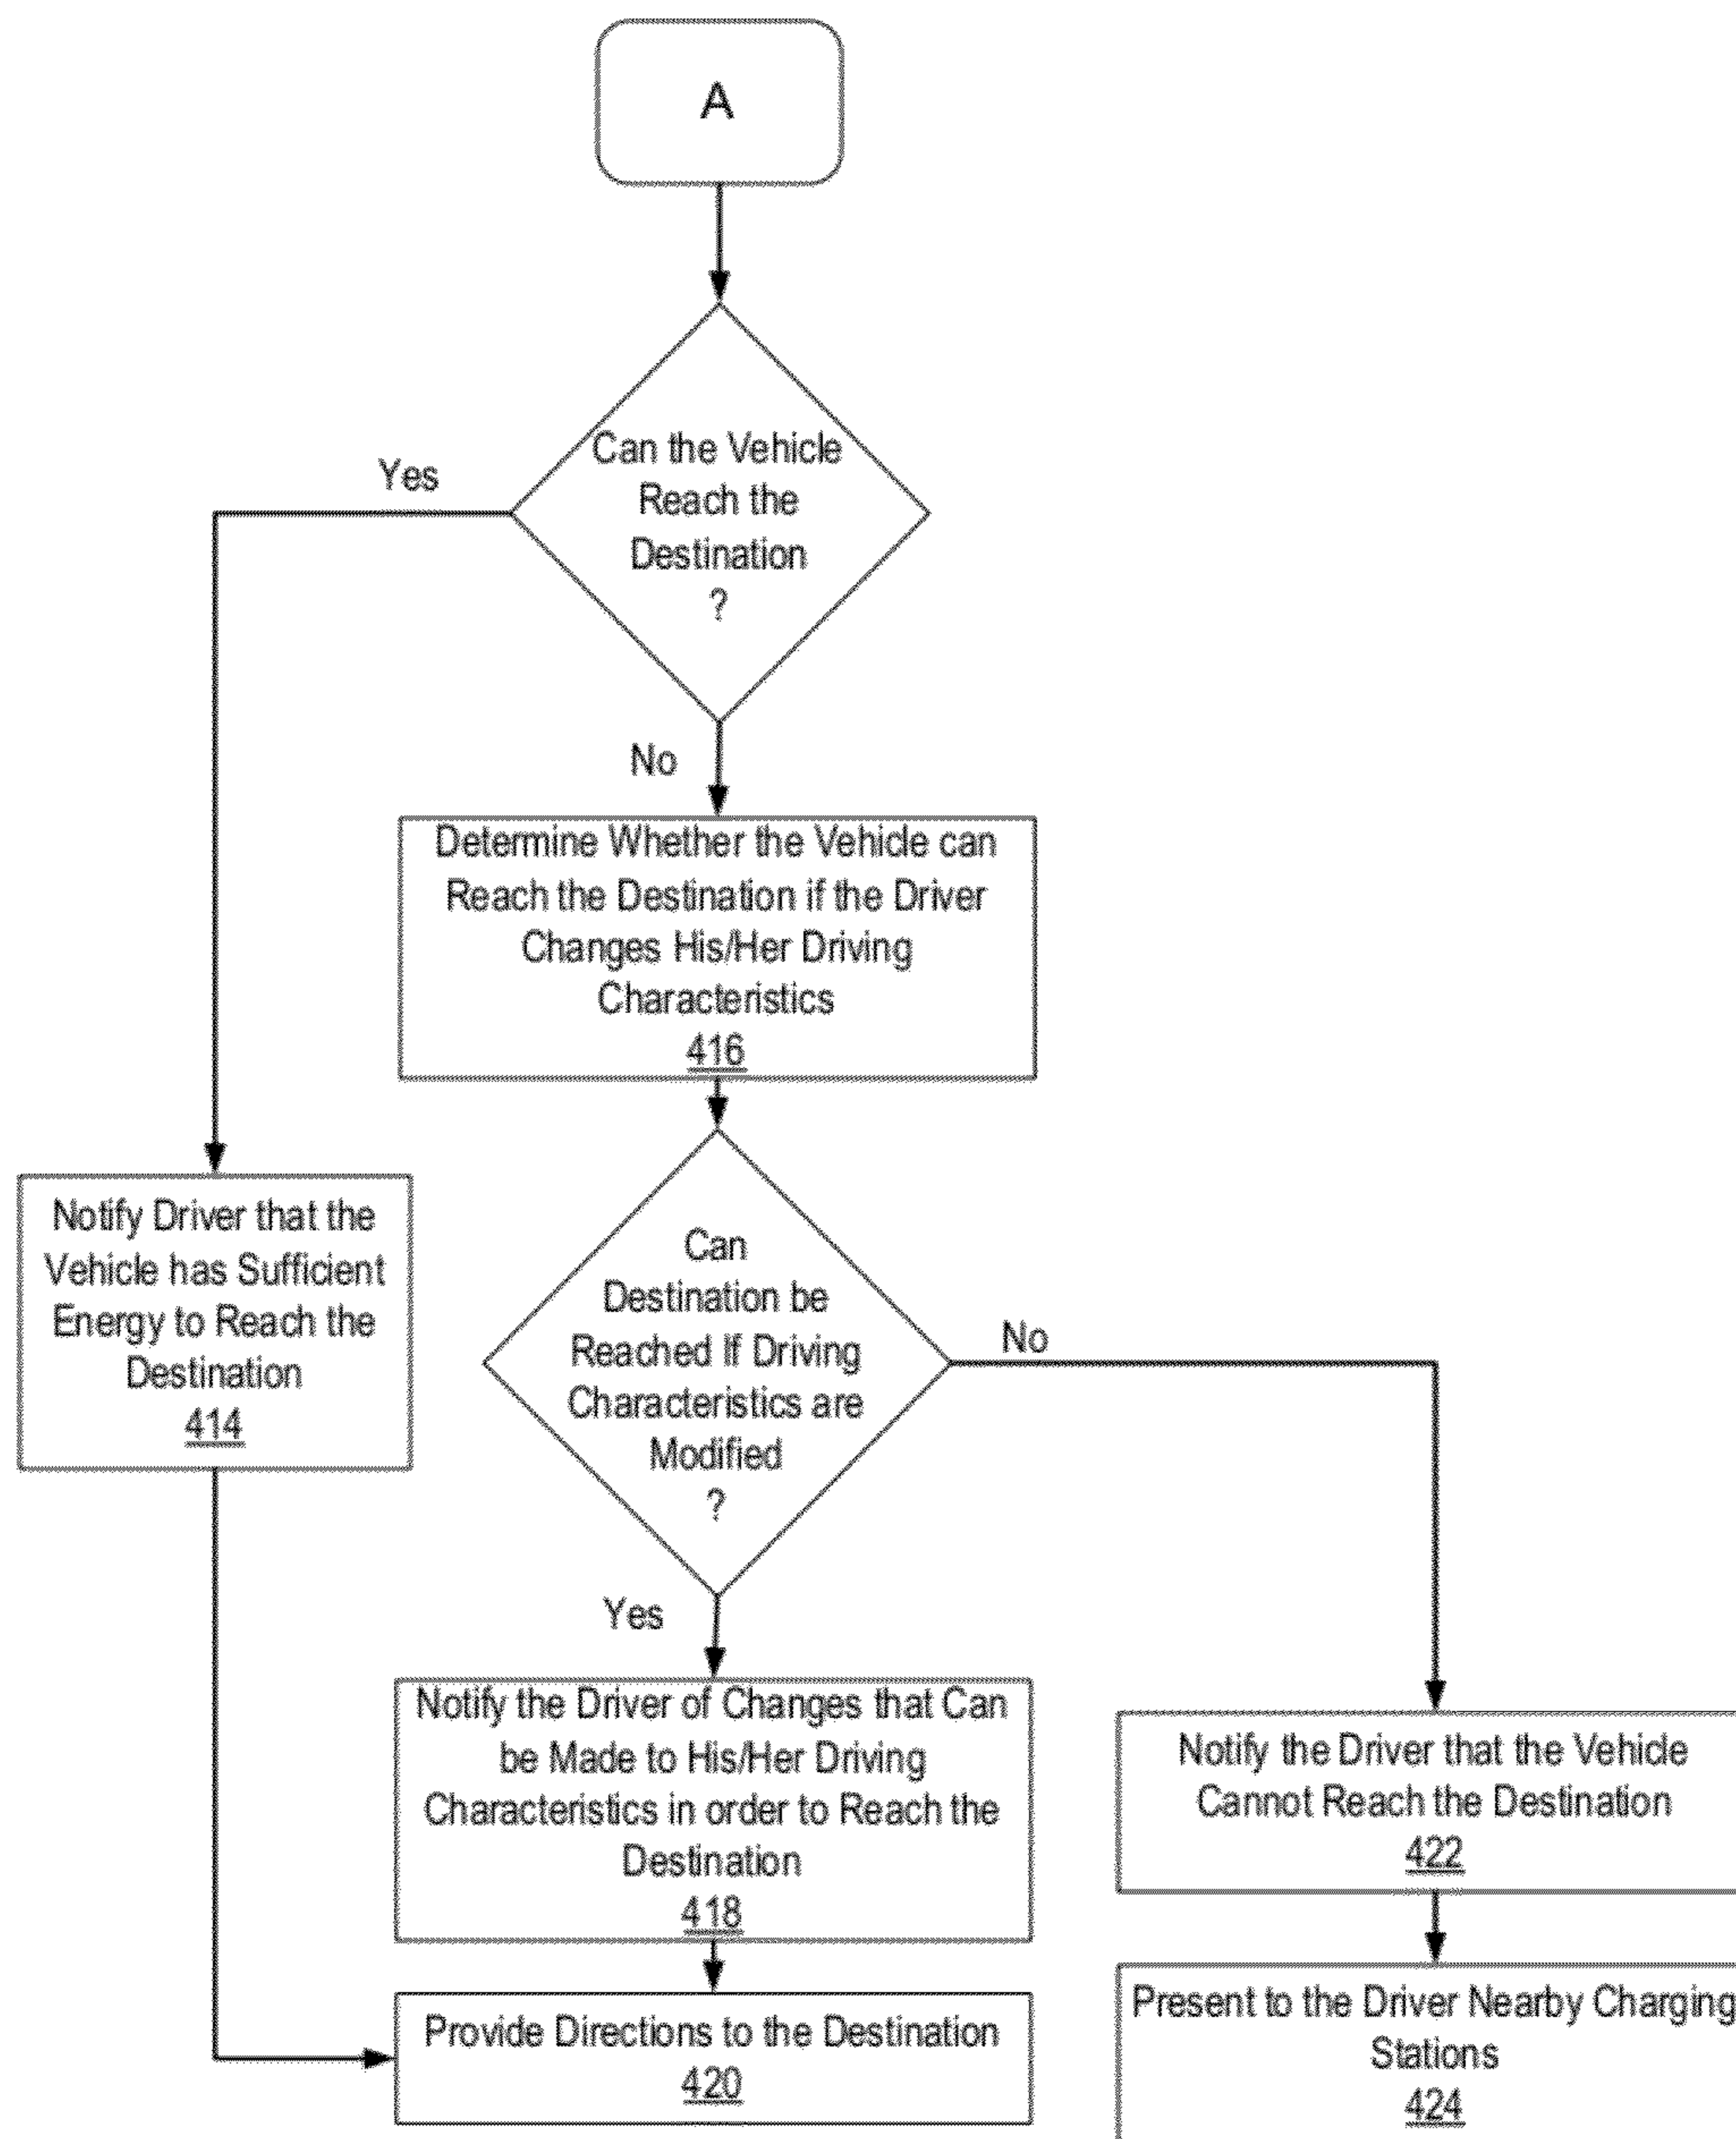 A
Can the Vehicle
Reach the
Destination
?
Yes
No
Determine Whether the Vehicle can
Reach the Destination if the Driver
Changes His/Her Driving
Characteristics
416
Notify Driver that the
Vehicle has Sufficient
Energy to Reach the
Destination
414
Can
Destination be
Reached If Driving
Characteristics are
Modified
?
No
Yes
Notify the Driver of Changes that Can
be Made to His/Her Driving
Characteristics in order to Reach the
Destination
418
Notify the Driver that the Vehicle
Cannot Reach the Destination
422
Provide Directions to the Destination
420
Present to the Driver Nearby Charging
Stations
424